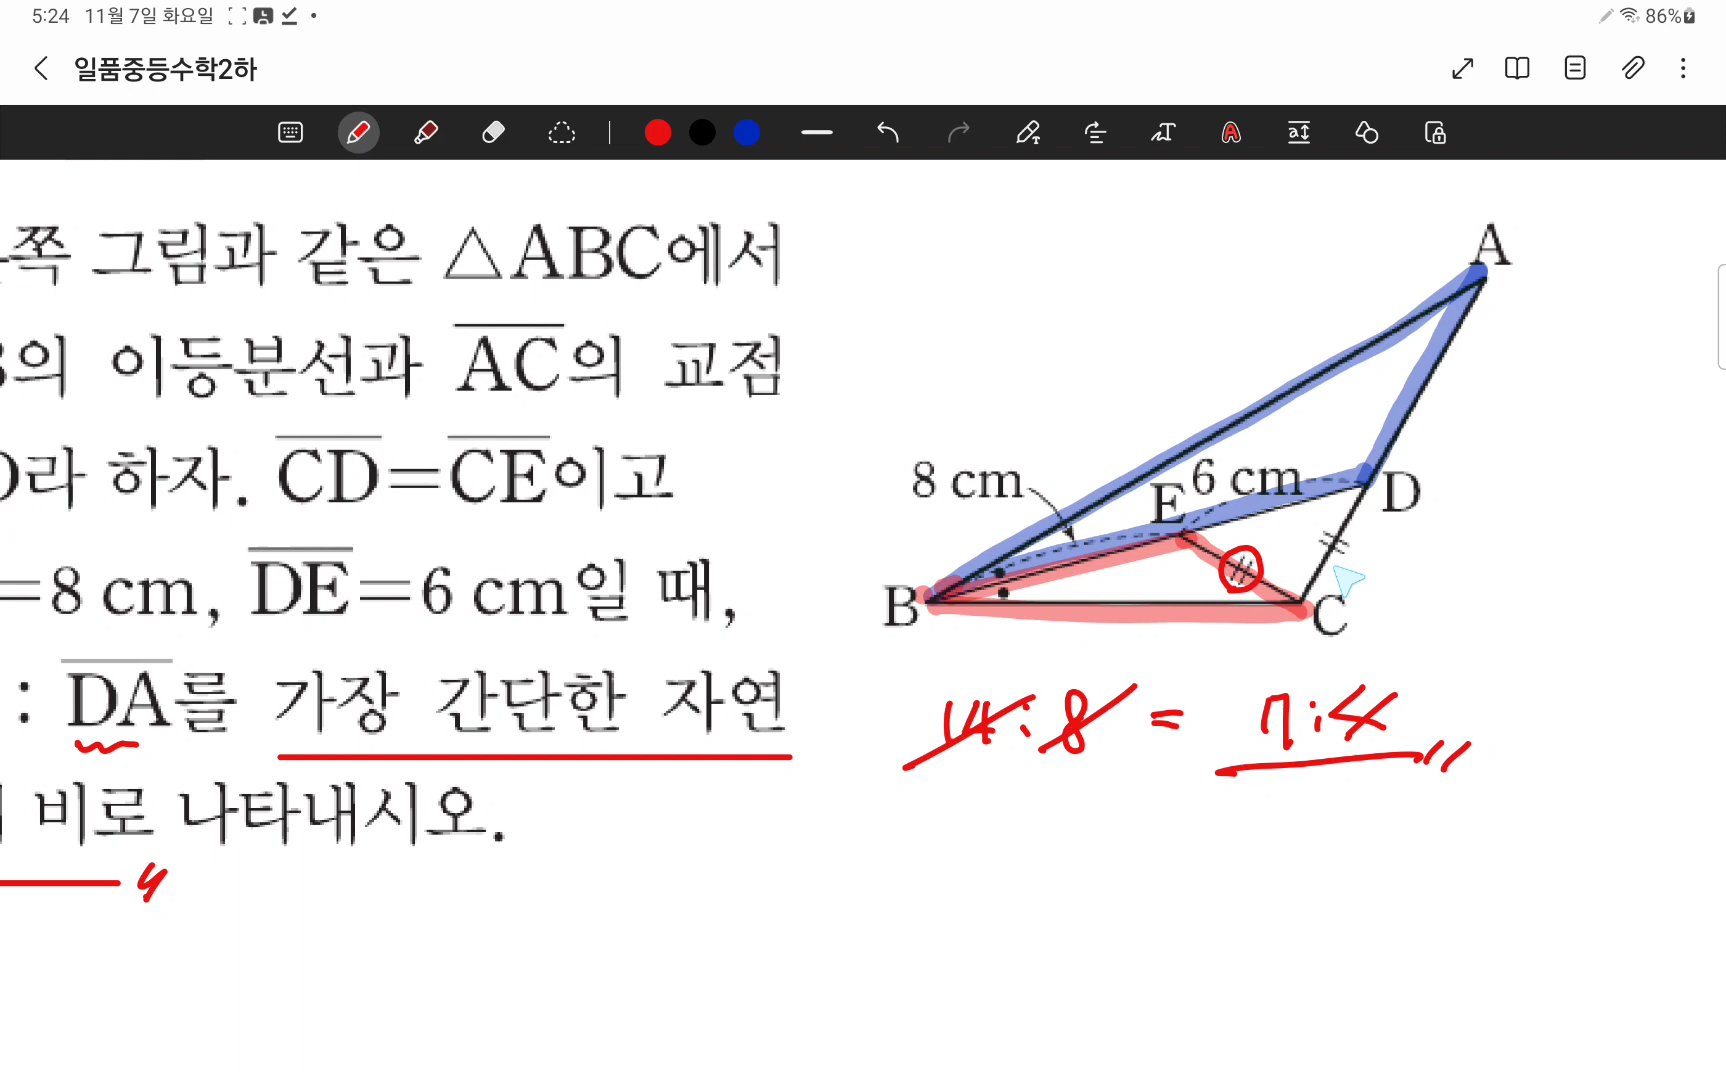 5:24 11월 7일 화요일
86%
일품중등수학2하
쪽 그림과 같은 △ABC에서
의 이등분선과 AC의 교점
라 하자. CD=CE이고
=8 cm, DE=6 cm일 때,
: DA를 가장 간단한 자연
비로 나타내시오.
A
8 cm
E
6 cm
D
B
C
14:8 = 7:4